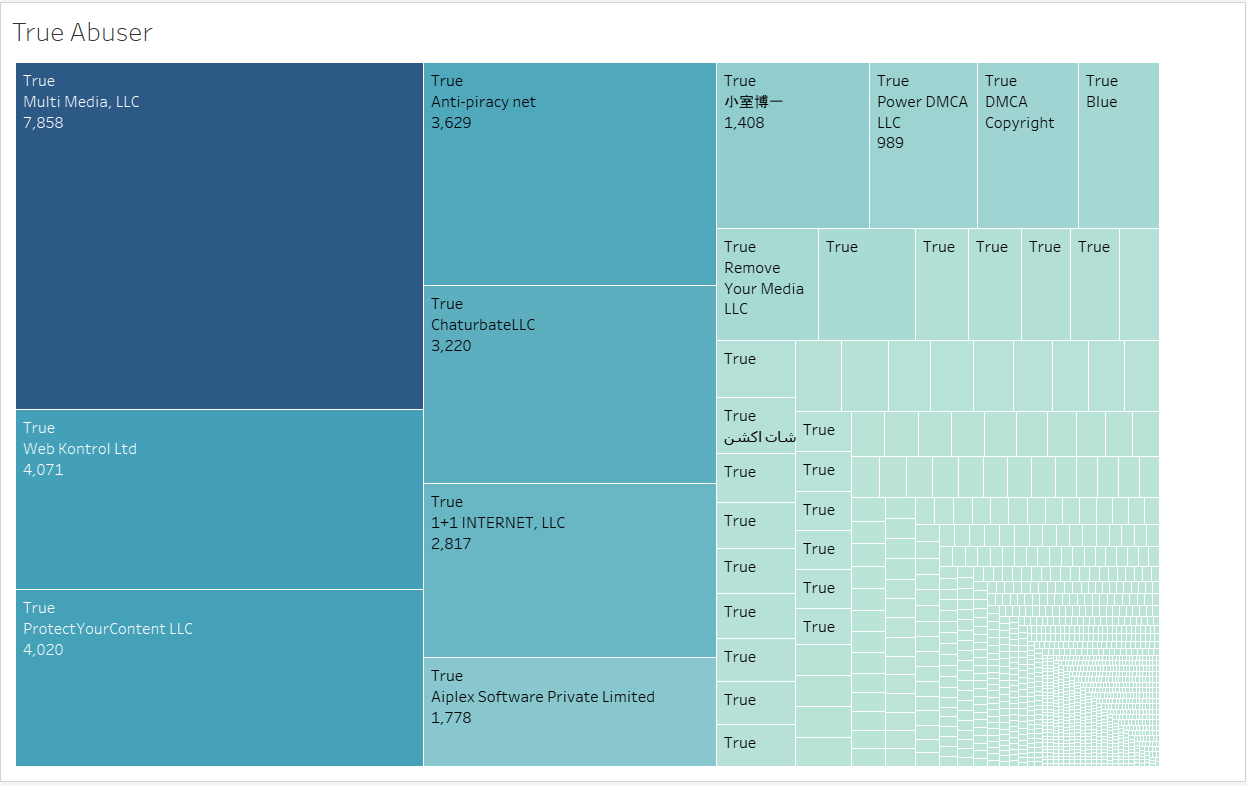 True Abuser
True
Multi Media, LLC
7,858
True
Web Kontrol Ltd
4,071
True
ProtectYourContent LLC
4,020
True
Anti-piracy net
3,629
True
ChaturbateLLC
3,220
True
1+1 INTERNET, LLC
2,817
True
Aiplex Software Private Limited
1,778
True
小室博一
1,408
True
Power DMCA
LLC
989
True
DMCA
Copyright
True
Blue
True
Remove
Your Media
LLC
True
True
True
True
True
True
True
شات اكشن
True
True
True
True
True
True
True
True
True
True
True
True
True